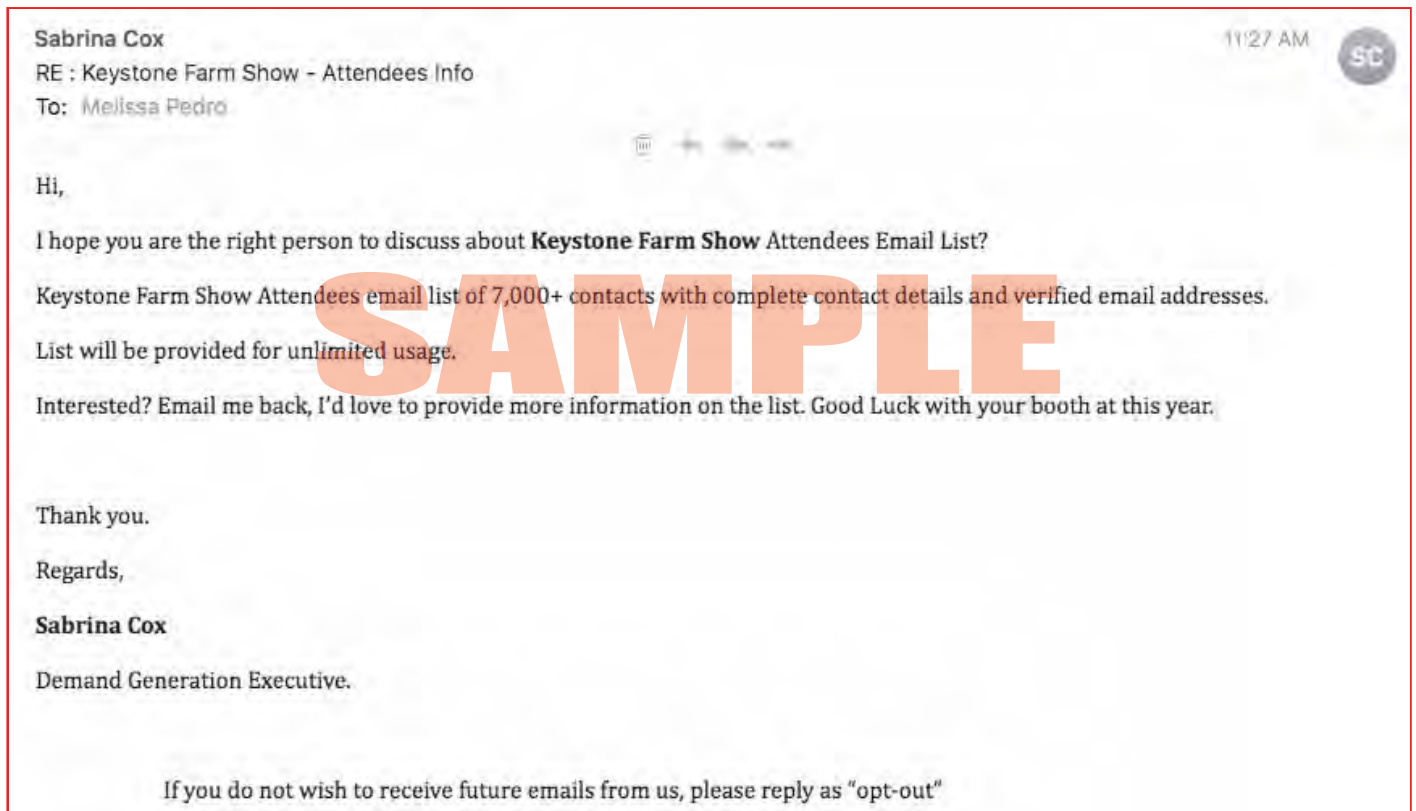 Sabrina Cox
11:27 AM
SC
RE : Keystone Farm Show - Attendees Info
To: Melissa Pedro
Hi,
I hope you are the right person to discuss about Keystone Farm Show Attendees Email List?
Keystone Farm Show Attendees email list of 7,000+ contacts with complete contact details and verified email addresses.
SAMPLE
List will be provided for unlimited usage.
Interested? Email me back, I'd love to provide more information on the list. Good Luck with your booth at this year.
Thank you.
Regards,
Sabrina Cox
Demand Generation Executive.
If you do not wish to receive future emails from us, please reply as "opt-out"